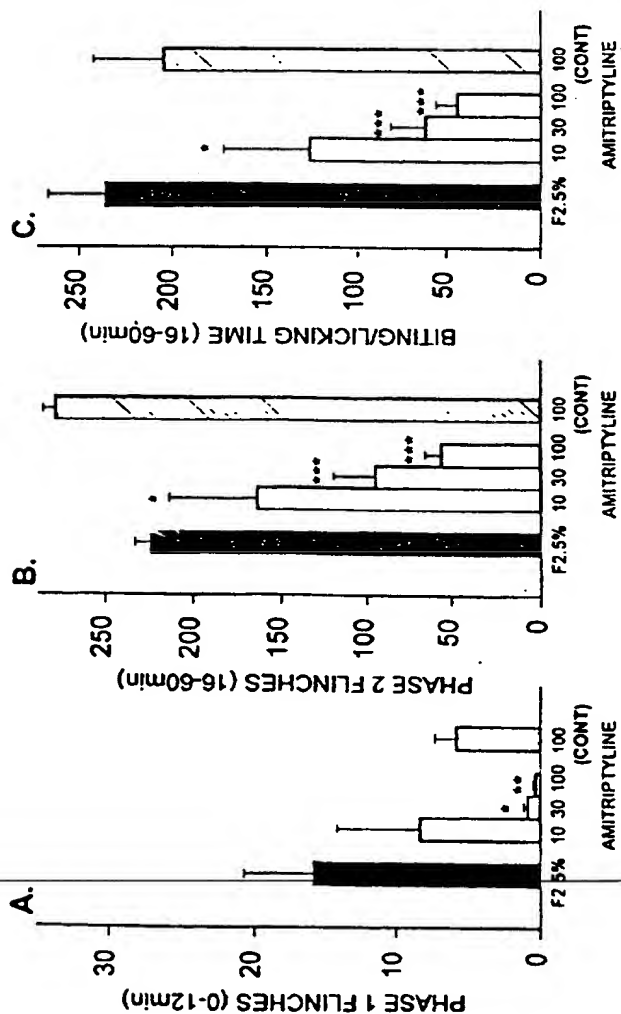 A.
PHASE 1 FLINCHES (0-12min)
30
20
10
0
F2.5% 10 30 100 100
(CONT)
AMITRIPTYLINE
* **
B.
PHASE 2 FLINCHES (16-60min)
250
200
150
100
50
0
F2.5% 10 30 100 100
(CONT)
AMITRIPTYLINE
* *** ***
C.
BITING/LICKING TIME (16-60min)
250
200
150
100
50
0
F2.5% 10 30 100 100
(CONT)
AMITRIPTYLINE
* *** ***